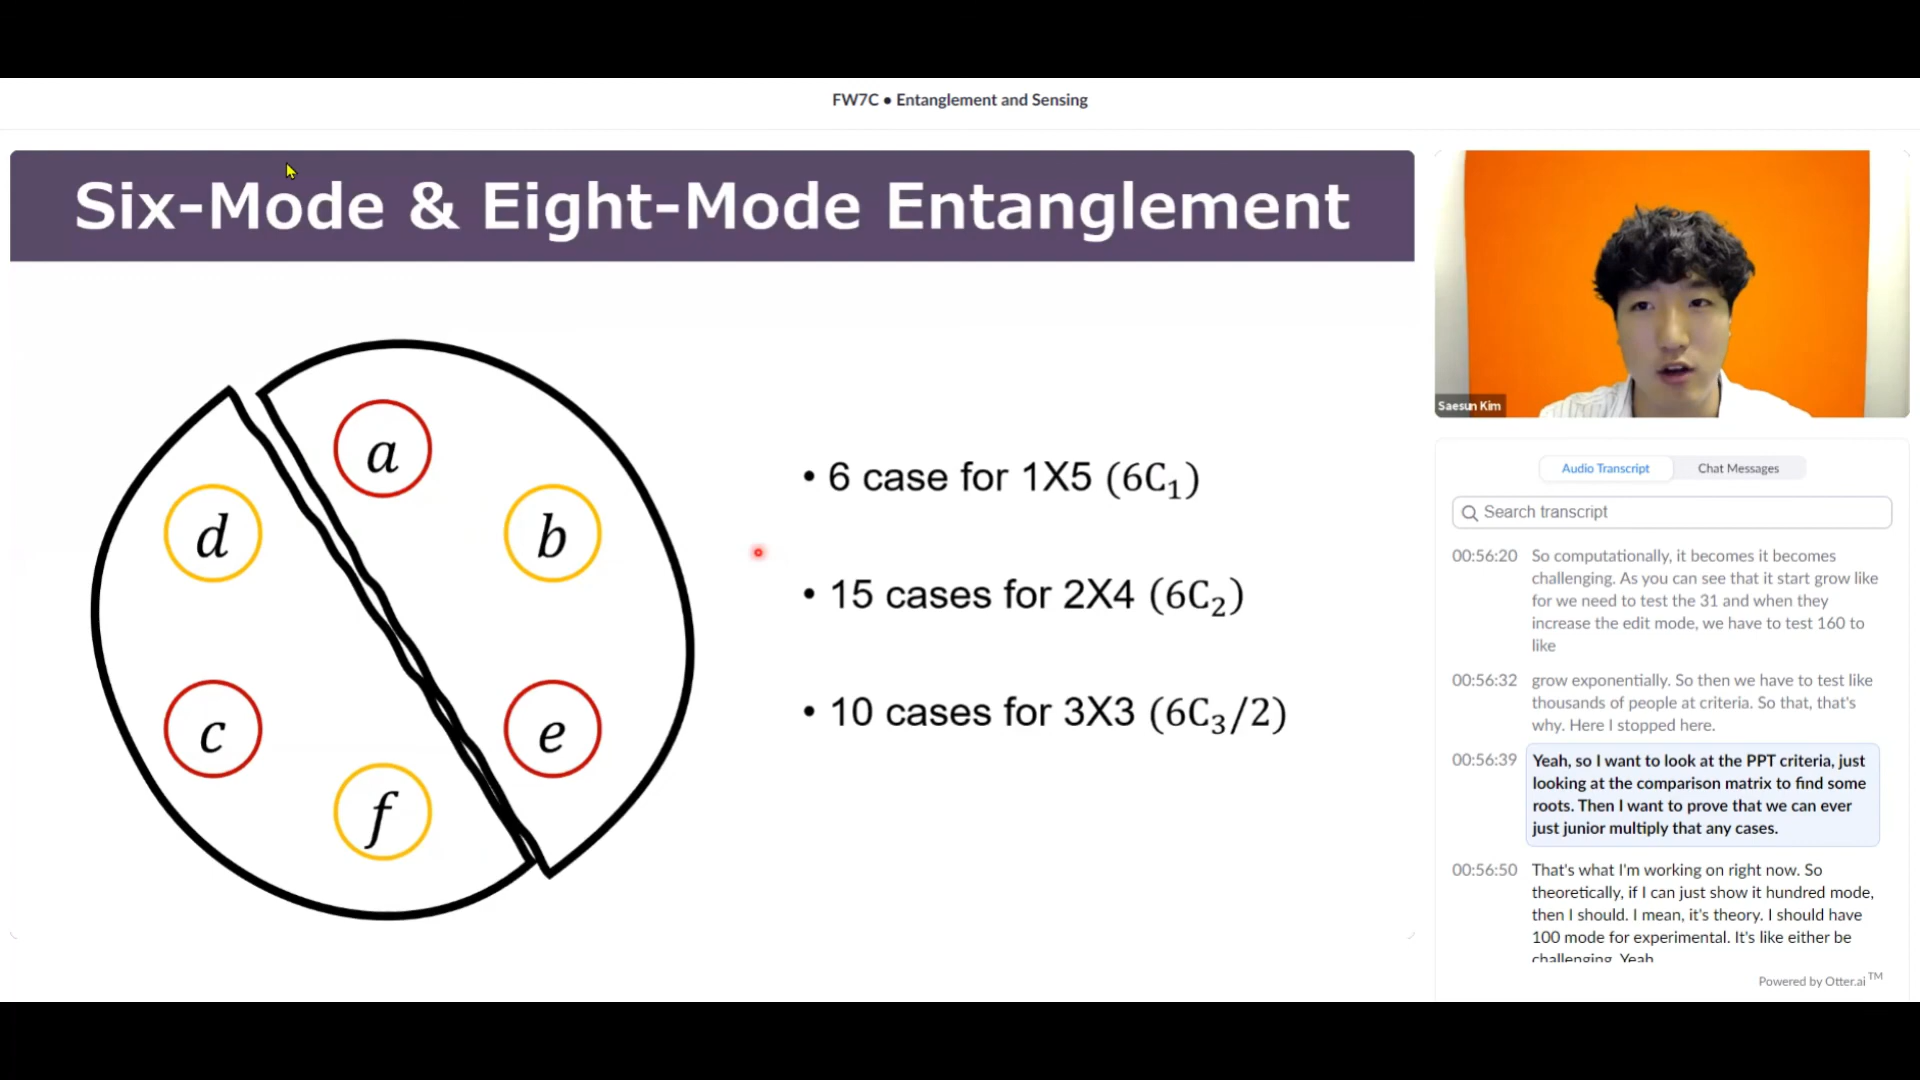 FW7C • Entanglement and Sensing
Six-Mode & Eight-Mode Entanglement
a
d
b
c
e
f
• 6 case for 1X5 (6C₁)
• 15 cases for 2X4 (6C₂)
• 10 cases for 3X3 (6C₃/2)
Saesun Kim
Audio Transcript
Chat Messages
Search transcript
00:56:20 So computationally, it becomes it becomes
challenging. As you can see that it start grow like
for we need to test the 31 and when they
increase the edit mode, we have to test 160 to
like
00:56:32 grow exponentially. So then we have to test like
thousands of people at criteria. So that, that's
why. Here I stopped here.
00:56:39 Yeah, so I want to look at the PPT criteria, just
looking at the comparison matrix to find some
roots. Then I want to prove that we can ever
just junior multiply that any cases.
00:56:50 That's what I'm working on right now. So
theoretically, if I can just show it hundred mode,
then I should. I mean, it's theory. I should have
100 mode for experimental. It's like either be
challenging. Yeah
Powered by Otter.ai™